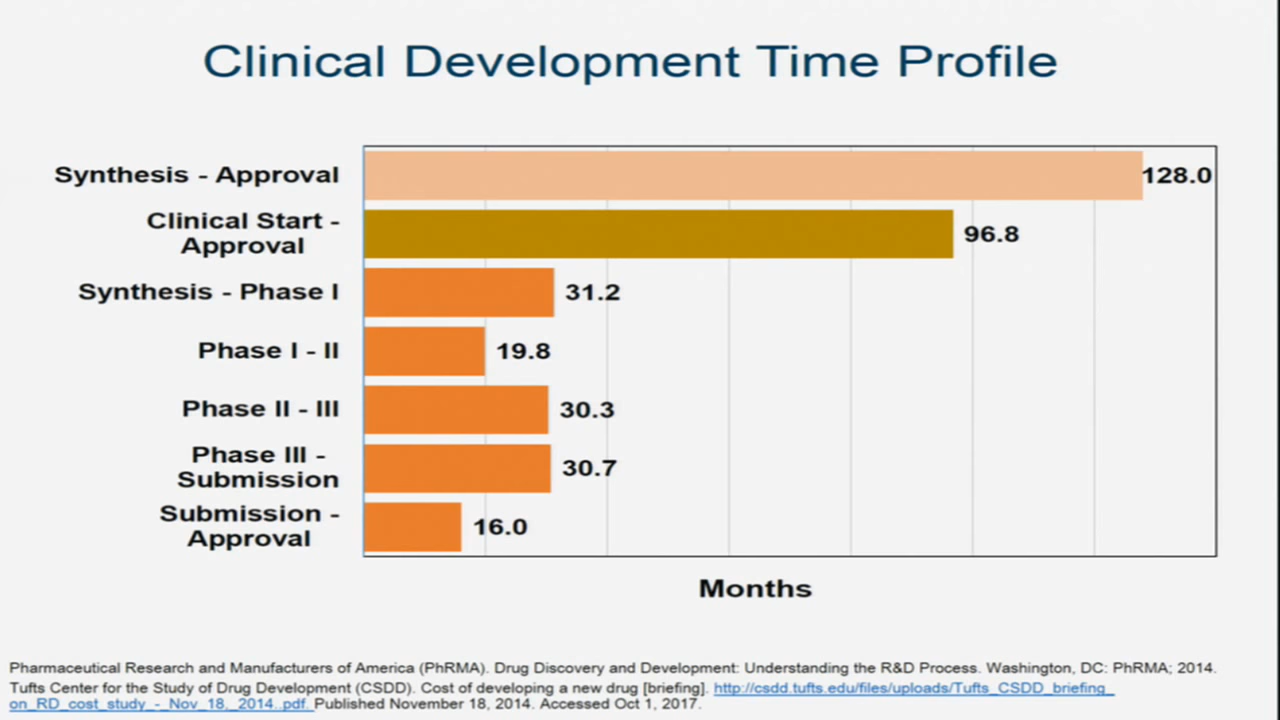 Clinical Development Time Profile
Synthesis - Approval
128.0
Clinical Start -
Approval
96.8
Synthesis - Phase I
31.2
Phase I - II
19.8
Phase II - III
30.3
Phase III -
Submission
30.7
Submission -
Approval
16.0
Months
Pharmaceutical Research and Manufacturers of America (PhRMA). Drug Discovery and Development: Understanding the R&D Process. Washington, DC: PhRMA; 2014.
Tufts Center for the Study of Drug Development (CSDD). Cost of developing a new drug [briefing]. http://csdd.tufts.edu/files/uploads/Tufts_CSDD_briefing_
on_RD_cost_study_-_Nov_18,_2014..pdf. Published November 18, 2014. Accessed Oct 1, 2017.